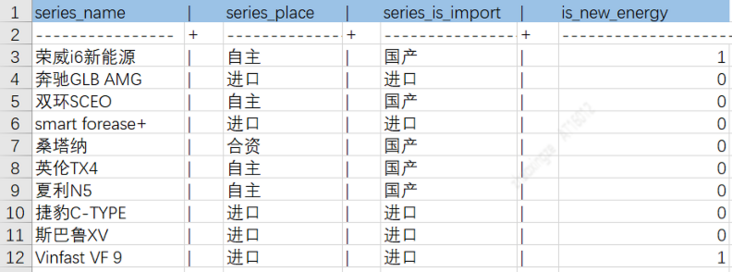 1 series_name | series_place | series_is_import | is_new_energy
2 ---------------- + ------------- + ---------------- + --------------------
3 荣威i6新能源 | 自主 | 国产 | 1
4 奔驰GLB AMG | 进口 | 进口 | 0
5 双环SCEO | 自主 | 国产 | 0
6 smart forease+ | 进口 | 进口 | 0
7 桑塔纳 | 合资 | 国产 | 0
8 英伦TX4 | 自主 | 国产 | 0
9 夏利N5 | 自主 | 国产 | 0
10 捷豹C-TYPE | 进口 | 进口 | 0
11 斯巴鲁XV | 进口 | 进口 | 0
12 Vinfast VF 9 | 进口 | 进口 | 1